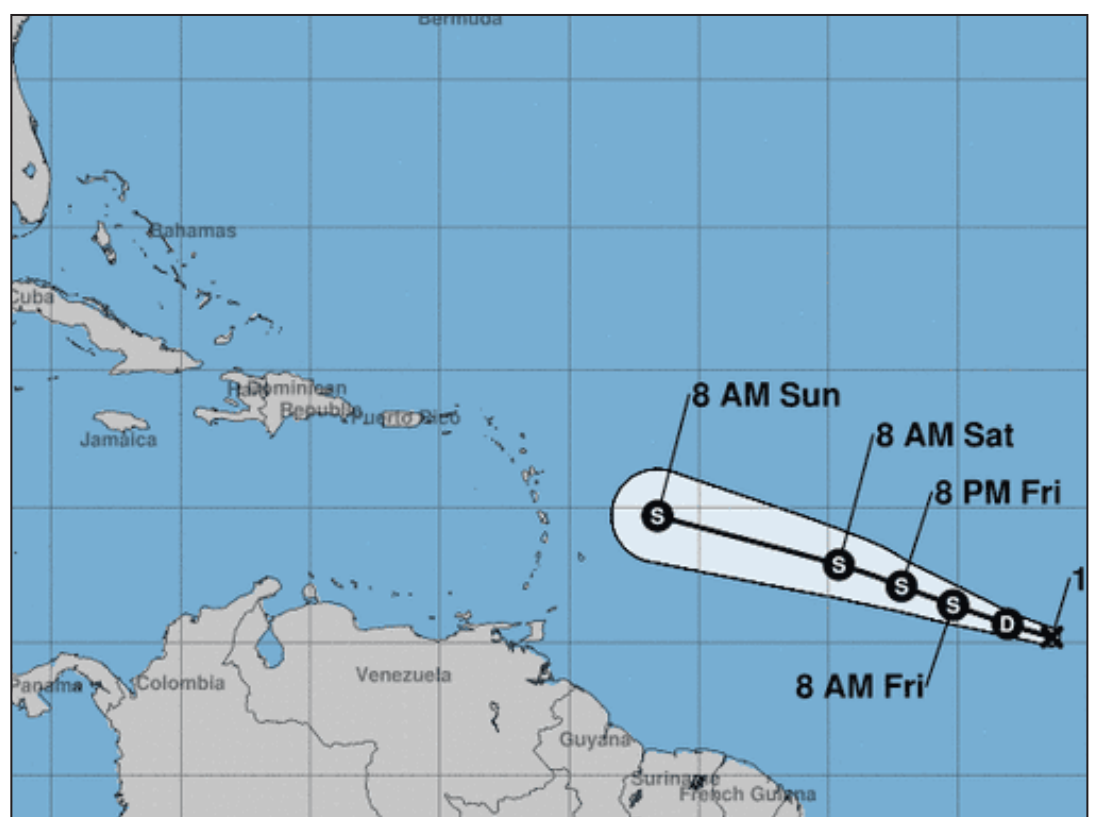 Bermuda
Bahamas
Cuba
Haiti
Dominican
Republic
Puerto Rico
Jamaica
8 AM Sun
8 AM Sat
8 PM Fri
S
S
S
S
D
1
8 AM Fri
Panama
Colombia
Venezuela
Guyana
Suriname
French Guiana